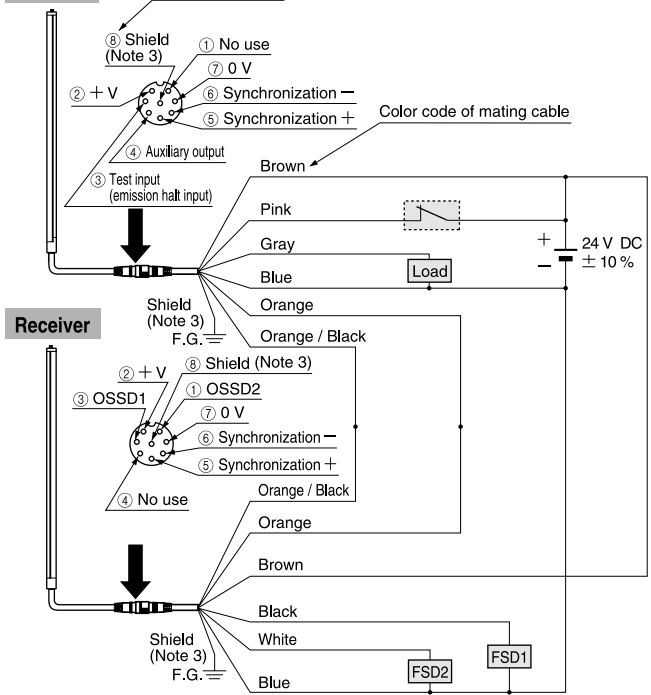 ⑧ Shield
(Note 3)
① No use
⑦ 0 V
② + V
⑥ Synchronization −
⑤ Synchronization +
④ Auxiliary output
③ Test input
(emission halt input)
Color code of mating cable
Brown
Pink
Gray
Blue
Orange
Orange / Black
Load
+
−
24 V DC
± 10 %
Shield
(Note 3)
F.G.
Receiver
② + V
⑧ Shield (Note 3)
③ OSSD1
① OSSD2
⑦ 0 V
⑥ Synchronization −
⑤ Synchronization +
④ No use
Orange / Black
Orange
Brown
Black
White
Blue
FSD2
FSD1
Shield
(Note 3)
F.G.